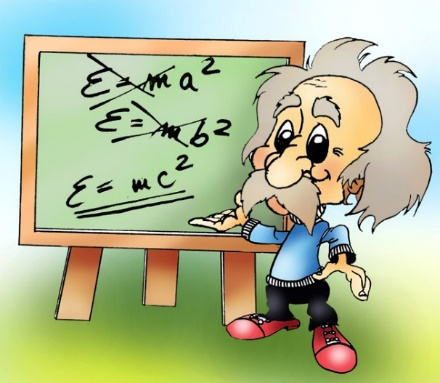 E = ma²
E = mb²
E = mc²